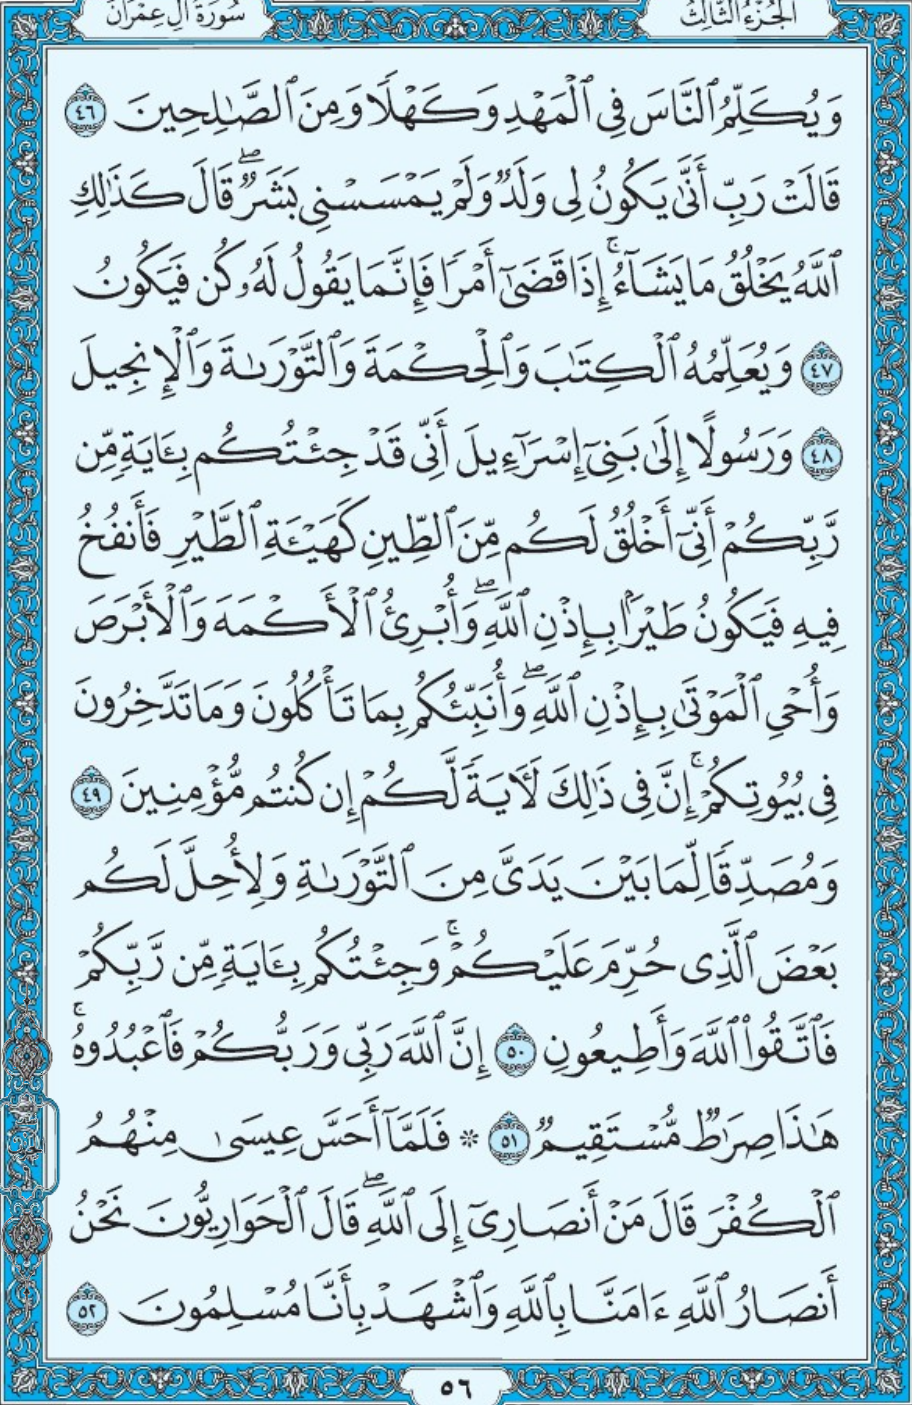 سُورَةُ آلِ عِمْرَانَ
الجُزْءُ الثَّالِثُ
وَيُكَلِّمُ ٱلنَّاسَ فِي ٱلْمَهْدِ وَكَهْلًا وَمِنَ ٱلصَّٰلِحِينَ ٤٦
قَالَتْ رَبِّ أَنَّىٰ يَكُونُ لِي وَلَدٌ وَلَمْ يَمْسَسْنِي بَشَرٌ ۖ قَالَ كَذَٰلِكِ
ٱللَّهُ يَخْلُقُ مَا يَشَآءُ ۚ إِذَا قَضَىٰٓ أَمْرًا فَإِنَّمَا يَقُولُ لَهُۥ كُن فَيَكُونُ
٤٧ وَيُعَلِّمُهُ ٱلْكِتَٰبَ وَٱلْحِكْمَةَ وَٱلتَّوْرَىٰةَ وَٱلْإِنجِيلَ
٤٨ وَرَسُولًا إِلَىٰ بَنِيٓ إِسْرَٰٓءِيلَ أَنِّي قَدْ جِئْتُكُم بِـَٔايَةٍ مِّن
رَّبِّكُمْ أَنِّيٓ أَخْلُقُ لَكُم مِّنَ ٱلطِّينِ كَهَيْـَٔةِ ٱلطَّيْرِ فَأَنفُخُ
فِيهِ فَيَكُونُ طَيْرًۢا بِإِذْنِ ٱللَّهِ ۖ وَأُبْرِئُ ٱلْأَكْمَهَ وَٱلْأَبْرَصَ
وَأُحْيِ ٱلْمَوْتَىٰ بِإِذْنِ ٱللَّهِ ۖ وَأُنَبِّئُكُم بِمَا تَأْكُلُونَ وَمَا تَدَّخِرُونَ
فِي بُيُوتِكُمْ ۚ إِنَّ فِي ذَٰلِكَ لَـَٔايَةً لَّكُمْ إِن كُنتُم مُّؤْمِنِينَ ٤٩
وَمُصَدِّقًا لِّمَا بَيْنَ يَدَيَّ مِنَ ٱلتَّوْرَىٰةِ وَلِأُحِلَّ لَكُم
بَعْضَ ٱلَّذِي حُرِّمَ عَلَيْكُمْ ۚ وَجِئْتُكُم بِـَٔايَةٍ مِّن رَّبِّكُمْ
فَٱتَّقُوا۟ ٱللَّهَ وَأَطِيعُونِ ٥٠ إِنَّ ٱللَّهَ رَبِّي وَرَبُّكُمْ فَٱعْبُدُوهُ ۚ
هَٰذَا صِرَٰطٌ مُّسْتَقِيمٌ ٥١ ۞ فَلَمَّآ أَحَسَّ عِيسَىٰ مِنْهُمُ
ٱلْكُفْرَ قَالَ مَنْ أَنصَارِيٓ إِلَى ٱللَّهِ ۖ قَالَ ٱلْحَوَارِيُّونَ نَحْنُ
أَنصَارُ ٱللَّهِ ءَامَنَّا بِٱللَّهِ وَٱشْهَدْ بِأَنَّا مُسْلِمُونَ ٥٢
٥٦